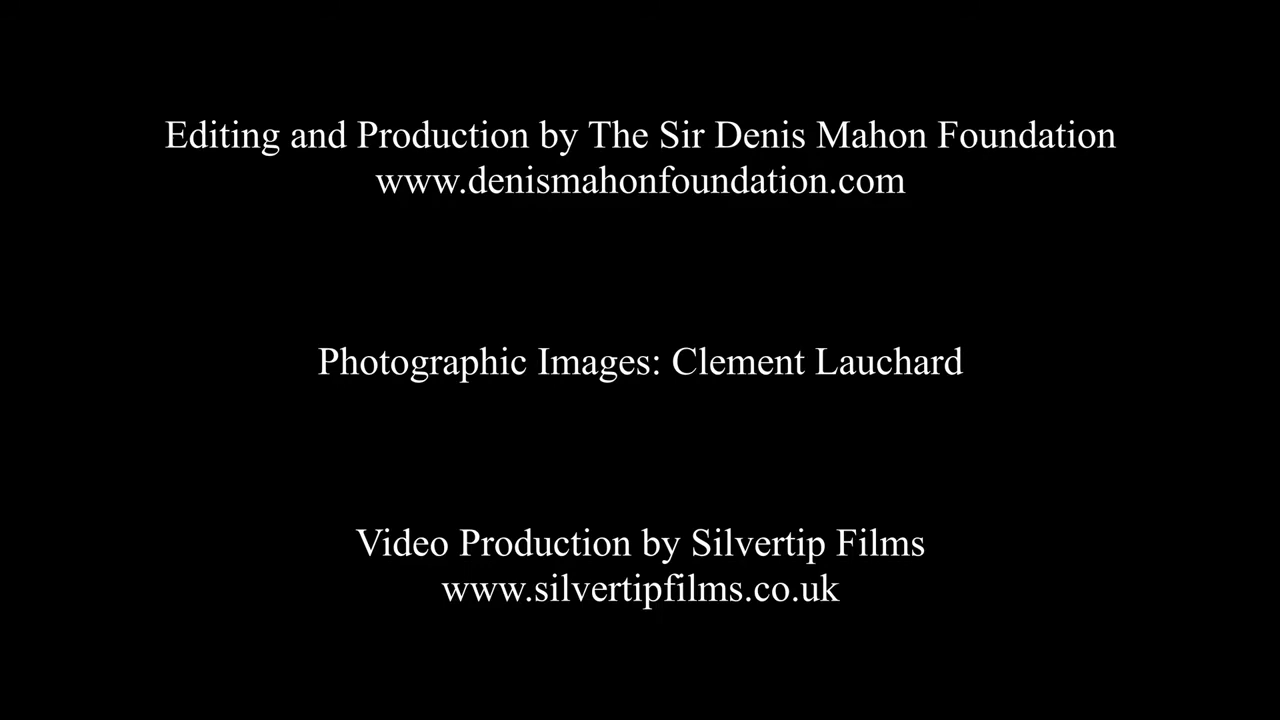 Editing and Production by The Sir Denis Mahon Foundation
www.denismahonfoundation.com
Photographic Images: Clement Lauchard
Video Production by Silvertip Films
www.silvertipfilms.co.uk